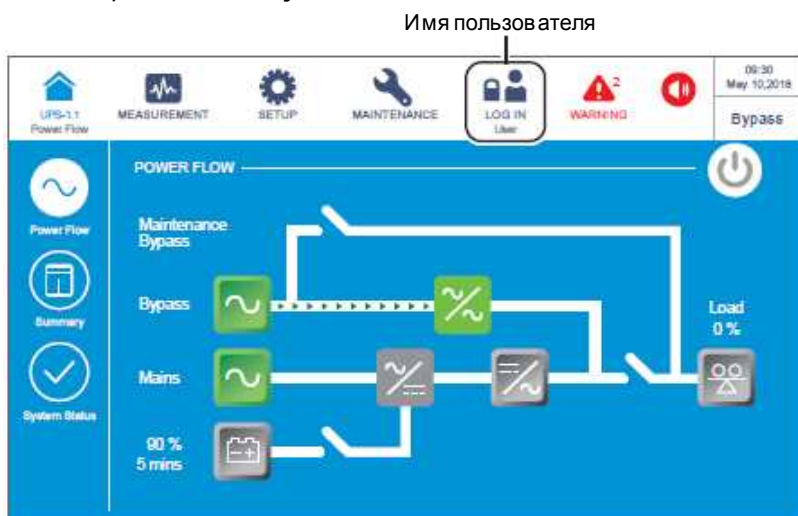 Имя пользователя
UPS-1.1
Power Flow
MEASUREMENT
SETUP
MAINTENANCE
LOG IN
User
2
WARNING
09:30
May 10,2018
Bypass
POWER FLOW
Power Flow
Maintenance
Bypass
Summary
Bypass
Load
0 %
System Status
Mains
90 %
5 mins